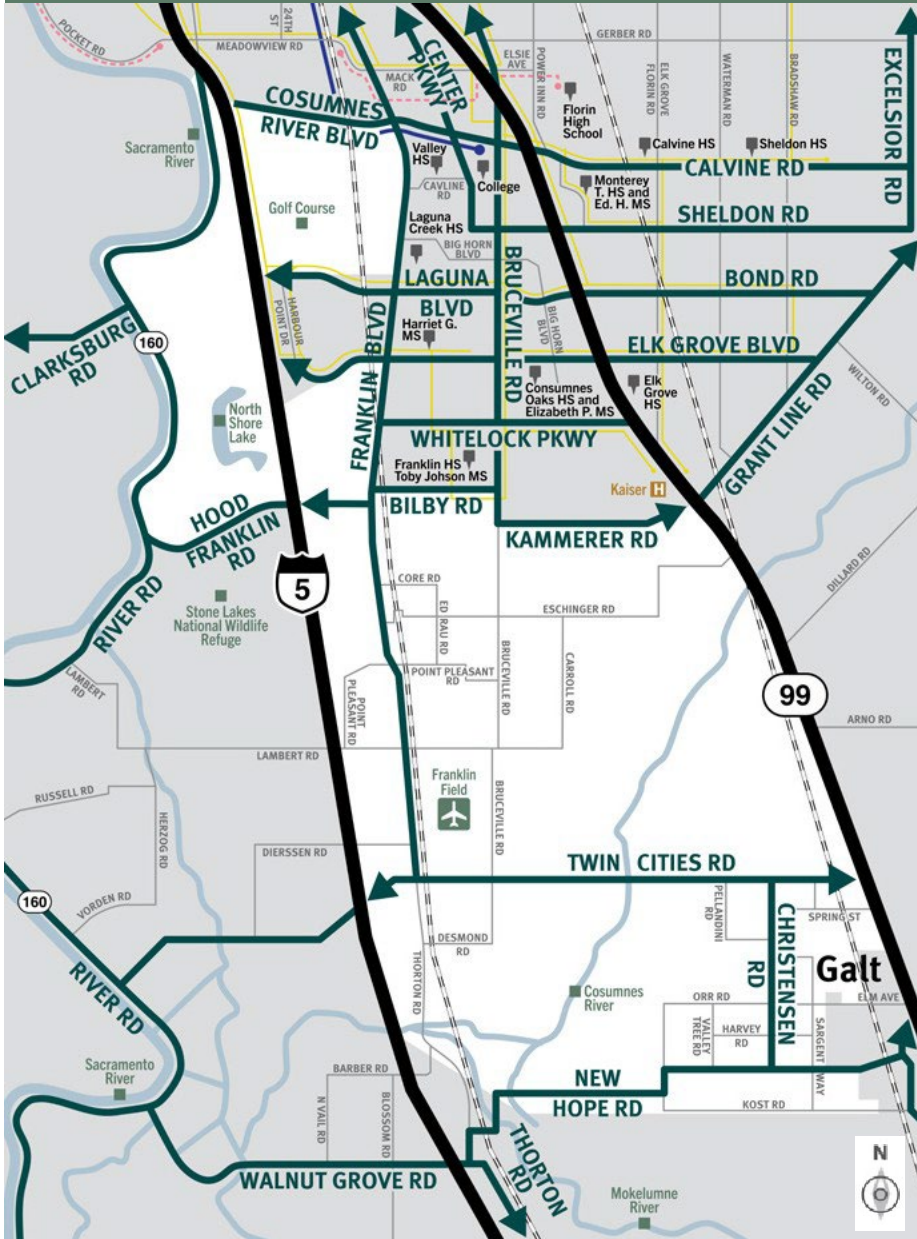 POCKET RD
24TH
ST
MEADOWVIEW RD
CENTER
PKWY
MACK
RD
ELSIE
AVE
POWER INN RD
GERBER RD
ELK GROVE
FLORIN RD
WATERMAN RD
BRADSHAW RD
EXCELSIOR
RD
COSUMNES
RIVER BLVD
Florin
High
School
Sacramento
River
Valley
HS
CAVLINE RD
College
Calvine HS
Sheldon HS
CALVINE RD
Monterey
T. HS and
Ed. H. MS
Golf Course
Laguna
Creek HS
SHELDON RD
BIG HORN
BLVD
BRUCEVILLE RD
LAGUNA
BLVD
BOND RD
HARBOUR
POINT DR
FRANKLIN BLVD
BIG HORN
BLVD
Harriet G.
MS
ELK GROVE BLVD
CLARKSBURG
RD
160
WILTON RD
Consumnes
Oaks HS and
Elizabeth P. MS
Elk
Grove
HS
GRANT LINE RD
North
Shore
Lake
WHITELOCK PKWY
Franklin HS
Toby Johson MS
Kaiser H
HOOD
FRANKLIN
RD
BILBY RD
KAMMERER RD
RIVER RD
5
Stone Lakes
National Wildlife
Refuge
CORE RD
ED RAU RD
ESCHINGER RD
DILLARD RD
LAMBERT
RD
POINT PLEASANT
RD
POINT
PLEASANT RD
BRUCEVILLE RD
CARROLL RD
99
ARNO RD
LAMBERT RD
RUSSELL RD
HERZOG RD
Franklin
Field
BRUCEVILLE RD
DIERSSEN RD
TWIN CITIES RD
160
VORDEN RD
PELLANDINI
RD
CHRISTENSEN
RD
SPRING ST
DESMOND
RD
THORTON RD
Galt
RIVER RD
Cosumnes
River
ORR RD
ELM AVE
VALLEY
TREE RD
HARVEY
RD
SARGENT
WAY
Sacramento
River
BARBER RD
N VAIL RD
BLOSSOM RD
NEW
HOPE RD
KOST RD
THORTON
RD
WALNUT GROVE RD
Mokelumne
River
N